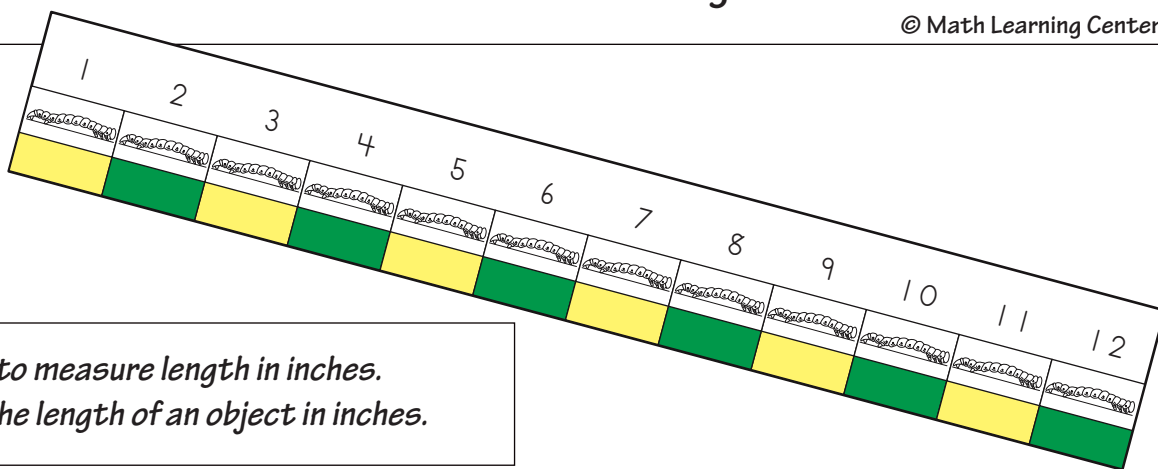 © Math Learning Center
1 2 3 4 5 6 7 8 9 10 11 12
to measure length in inches.
he length of an object in inches.